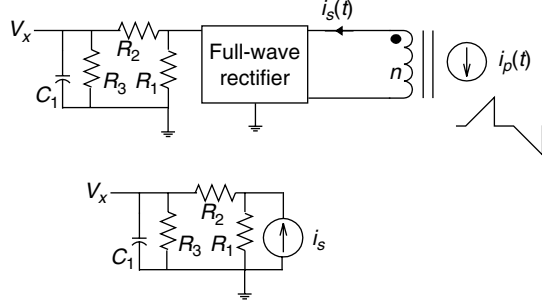 i_s(t)
V_x
R_2
Full-wave
rectifier
n
i_p(t)
C_1
R_3
R_1
V_x
R_2
C_1
R_3
R_1
i_s